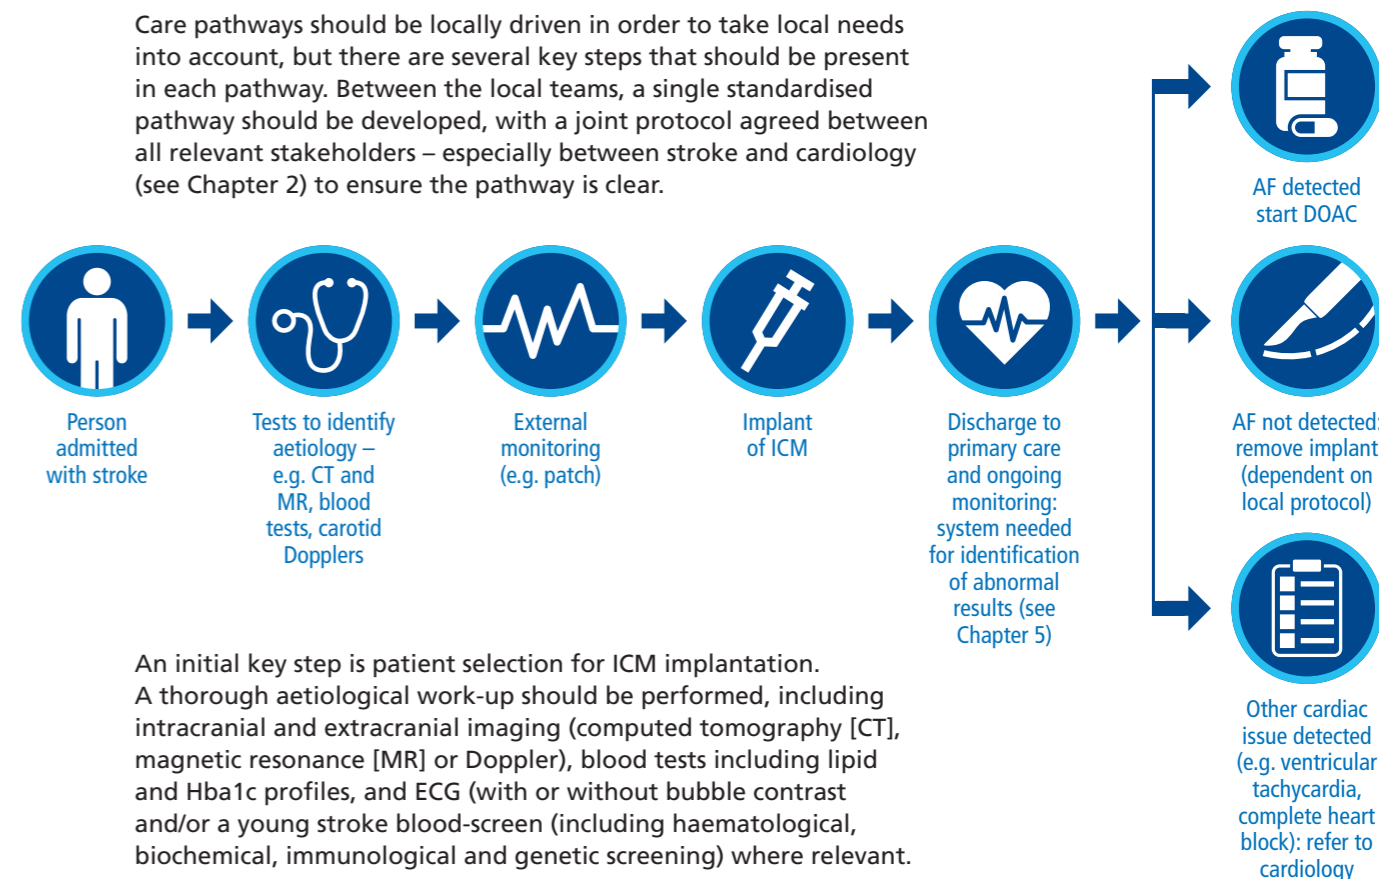 Care pathways should be locally driven in order to take local needs
into account, but there are several key steps that should be present
in each pathway. Between the local teams, a single standardised
pathway should be developed, with a joint protocol agreed between
all relevant stakeholders – especially between stroke and cardiology
(see Chapter 2) to ensure the pathway is clear.
Person
admitted
with stroke
Tests to identify
aetiology –
e.g. CT and
MR, blood
tests, carotid
Dopplers
External
monitoring
(e.g. patch)
Implant
of ICM
Discharge to
primary care
and ongoing
monitoring:
system needed
for identification
of abnormal
results (see
Chapter 5)
AF detected
start DOAC
AF not detected:
remove implant
(dependent on
local protocol)
Other cardiac
issue detected
(e.g. ventricular
tachycardia,
complete heart
block): refer to
cardiology
An initial key step is patient selection for ICM implantation.
A thorough aetiological work-up should be performed, including
intracranial and extracranial imaging (computed tomography [CT],
magnetic resonance [MR] or Doppler), blood tests including lipid
and Hba1c profiles, and ECG (with or without bubble contrast
and/or a young stroke blood-screen (including haematological,
biochemical, immunological and genetic screening) where relevant.